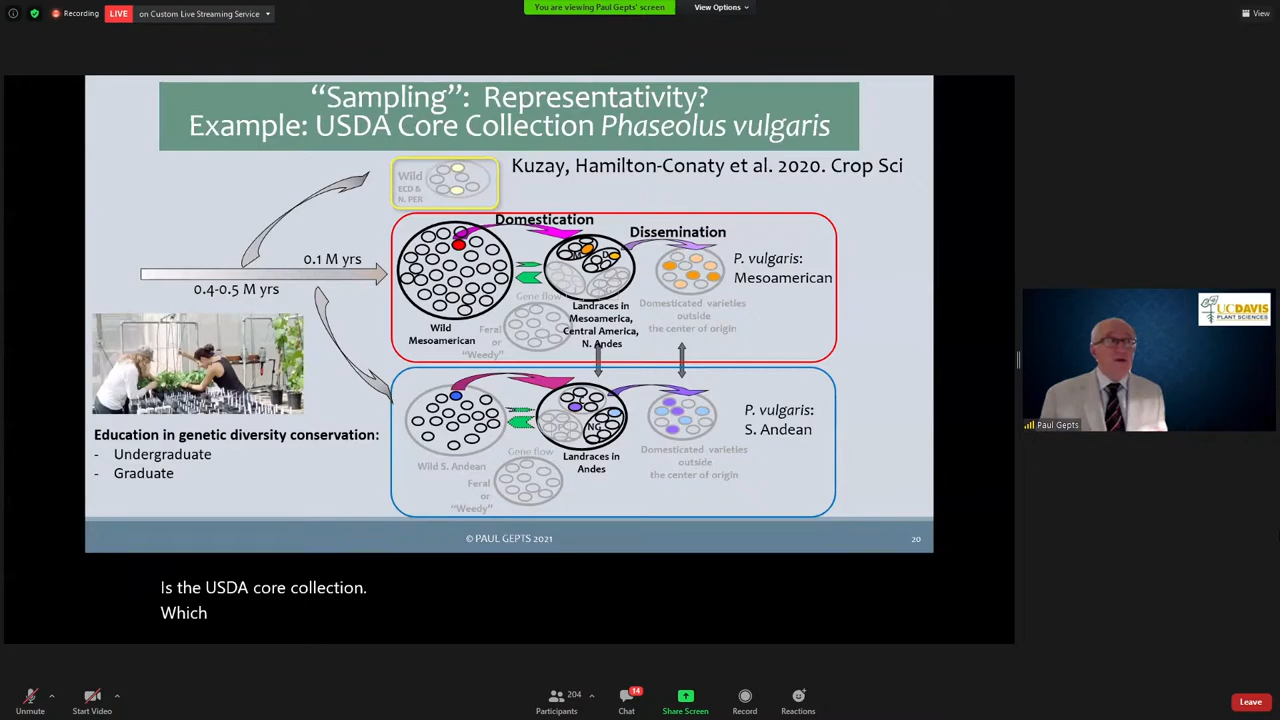 Recording
LIVE
on Custom Live Streaming Service
You are viewing Paul Gepts' screen
View Options
View
“Sampling”: Representativity?
Example: USDA Core Collection Phaseolus vulgaris
Kuzay, Hamilton-Conaty et al. 2020. Crop Sci
Wild
ECD &
N. PER
Domestication
Dissemination
0.1 M yrs
0.4-0.5 M yrs
P. vulgaris:
Mesoamerican
Gene flow
Landraces in
Mesoamerica,
Central America,
N. Andes
Domesticated varieties
outside
the center of origin
Wild
Mesoamerican
Feral
or
“Weedy”
P. vulgaris:
S. Andean
NG
Wild S. Andean
Gene flow
Landraces in
Andes
Domesticated varieties
outside
the center of origin
Feral
or
“Weedy”
Education in genetic diversity conservation:
- Undergraduate
- Graduate
© PAUL GEPTS 2021
20
UCDAVIS
PLANT SCIENCES
Paul Gepts
Is the USDA core collection.
Which
Unmute
Start Video
204
Participants
14
Chat
Share Screen
Record
Reactions
Leave